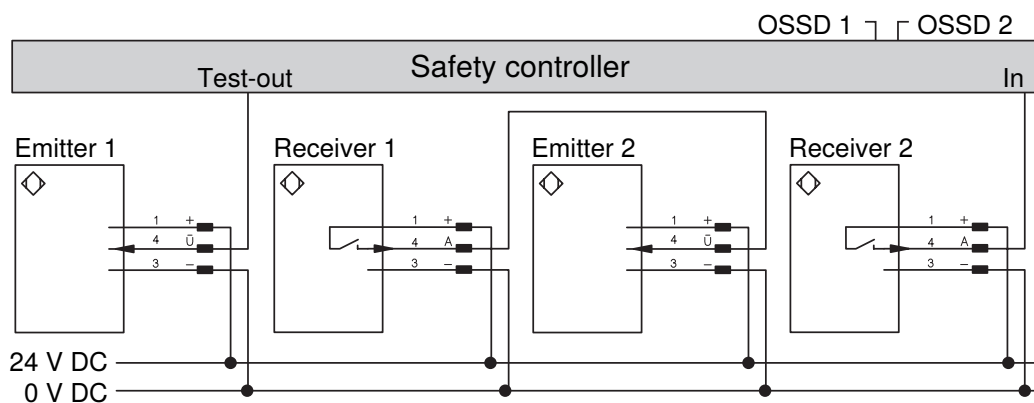 OSSD 1 OSSD 2
Safety controller
Test-out In
Emitter 1 Receiver 1 Emitter 2 Receiver 2
1 + 1 + 1 + 1 +
4 Ü 4 A 4 Ü 4 A
3 – 3 – 3 – 3 –
24 V DC
0 V DC